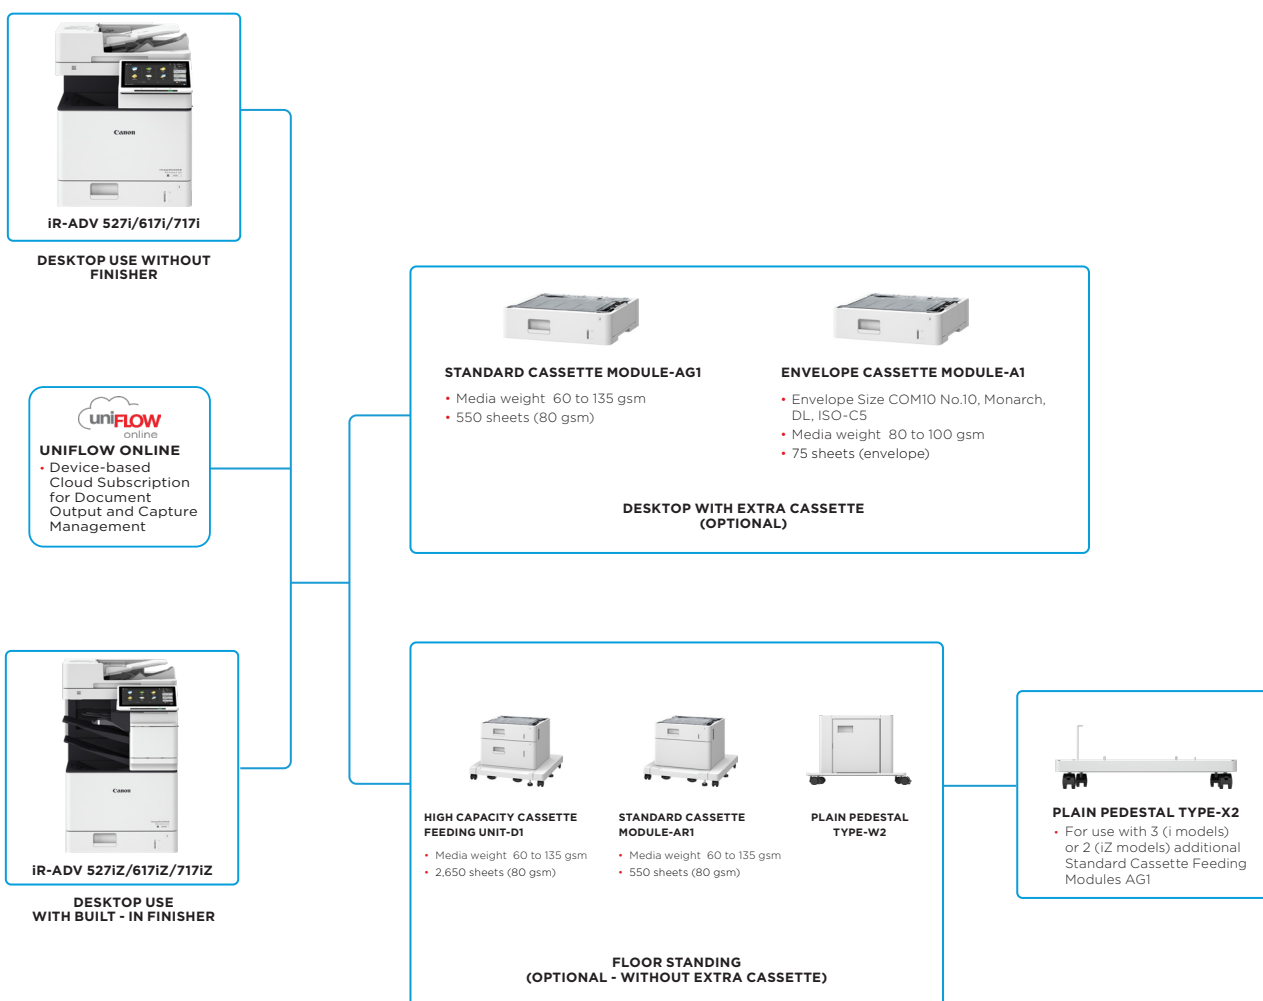 Canon
iR-ADV 527i/617i/717i
DESKTOP USE WITHOUT
FINISHER
uniFLOW
online
UNIFLOW ONLINE
• Device-based
Cloud Subscription
for Document
Output and Capture
Management
Canon
iR-ADV 527iZ/617iZ/717iZ
DESKTOP USE
WITH BUILT - IN FINISHER
STANDARD CASSETTE MODULE-AG1
• Media weight 60 to 135 gsm
• 550 sheets (80 gsm)
ENVELOPE CASSETTE MODULE-A1
• Envelope Size COM10 No.10, Monarch,
DL, ISO-C5
• Media weight 80 to 100 gsm
• 75 sheets (envelope)
DESKTOP WITH EXTRA CASSETTE
(OPTIONAL)
HIGH CAPACITY CASSETTE
FEEDING UNIT-D1
• Media weight 60 to 135 gsm
• 2,650 sheets (80 gsm)
STANDARD CASSETTE
MODULE-AR1
• Media weight 60 to 135 gsm
• 550 sheets (80 gsm)
PLAIN PEDESTAL
TYPE-W2
FLOOR STANDING
(OPTIONAL - WITHOUT EXTRA CASSETTE)
PLAIN PEDESTAL TYPE-X2
• For use with 3 (i models)
or 2 (iZ models) additional
Standard Cassette Feeding
Modules AG1